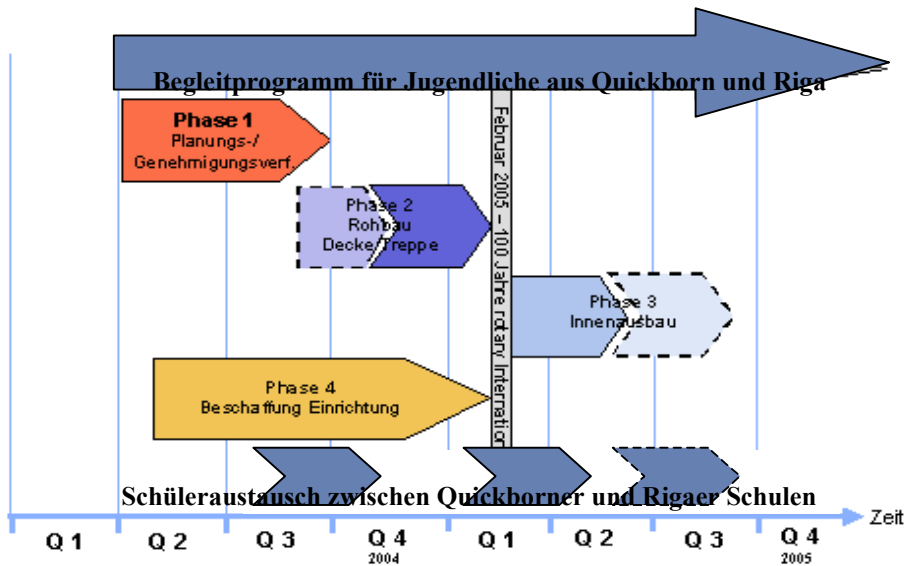 Begleitprogramm für Jugendliche aus Quickborn und Riga
Phase 1
Planungs-/
Genehmigungsverf.
Phase 2
Rohbau
Decke/Treppe
Februar 2005 – 100 Jahre rotary Internation
Phase 3
Innenausbau
Phase 4
Beschaffung Einrichtung
Schüleraustausch zwischen Quickborner und Rigaer Schulen
Zeit
Q 1 Q 2 Q 3 Q 4 Q 1 Q 2 Q 3 Q 4
2004 2005